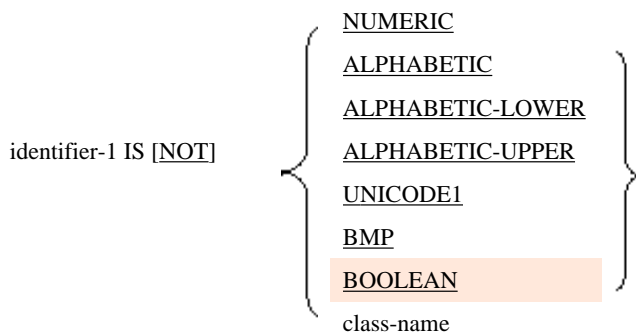 NUMERIC
ALPHABETIC
ALPHABETIC-LOWER
identifier-1 IS [NOT] ALPHABETIC-UPPER
UNICODE1
BMP
BOOLEAN
class-name